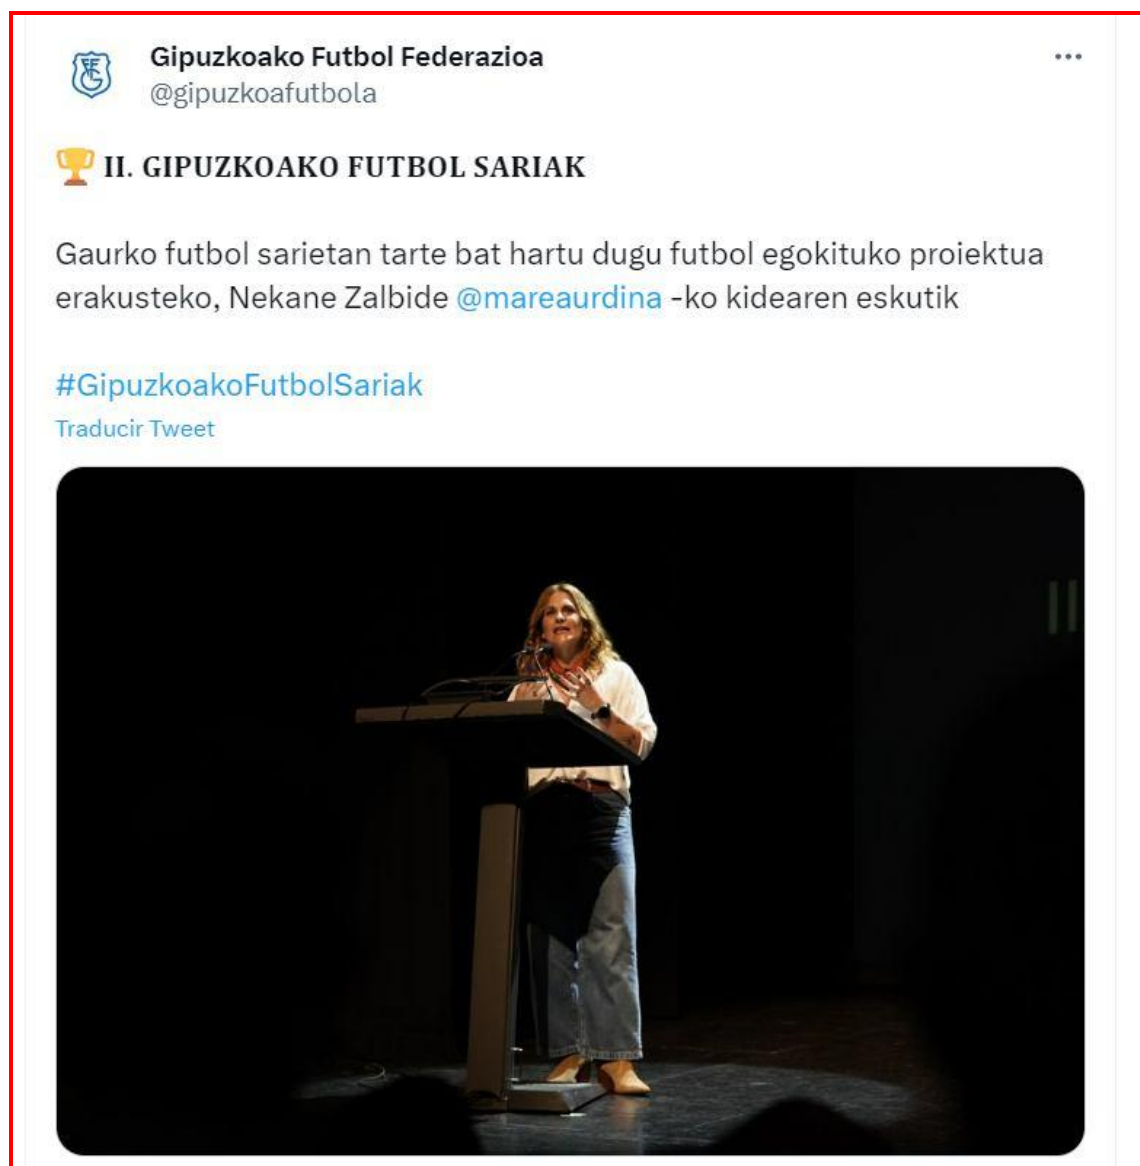 Gipuzkoako Futbol Federazioa
@gipuzkoafutbola
🏆 II. GIPUZKOAKO FUTBOL SARIAK
Gaurko futbol sarietan tarte bat hartu dugu futbol egokituko proiektua
erakusteko, Nekane Zalbide @mareaurdina -ko kidearen eskutik
#GipuzkoakoFutbolSariak
Traducir Tweet